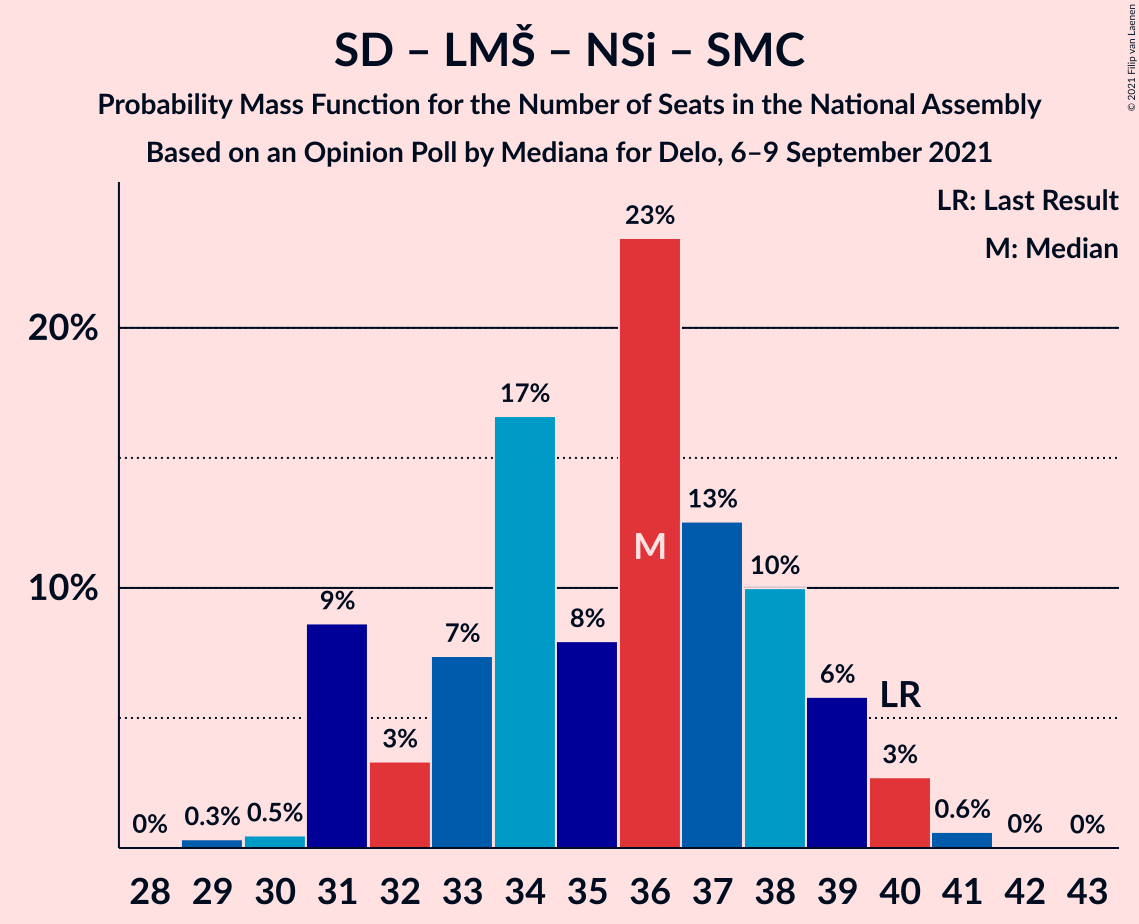 SD – LMŠ – NSi – SMC
Probability Mass Function for the Number of Seats in the National Assembly
Based on an Opinion Poll by Mediana for Delo, 6–9 September 2021
© 2021 Filip van Laenen
LR: Last Result
M: Median
20%
10%
0%
0.3%
0.5%
9%
3%
7%
17%
8%
23%
M
13%
10%
6%
LR
3%
0.6%
0%
0%
28 29 30 31 32 33 34 35 36 37 38 39 40 41 42 43